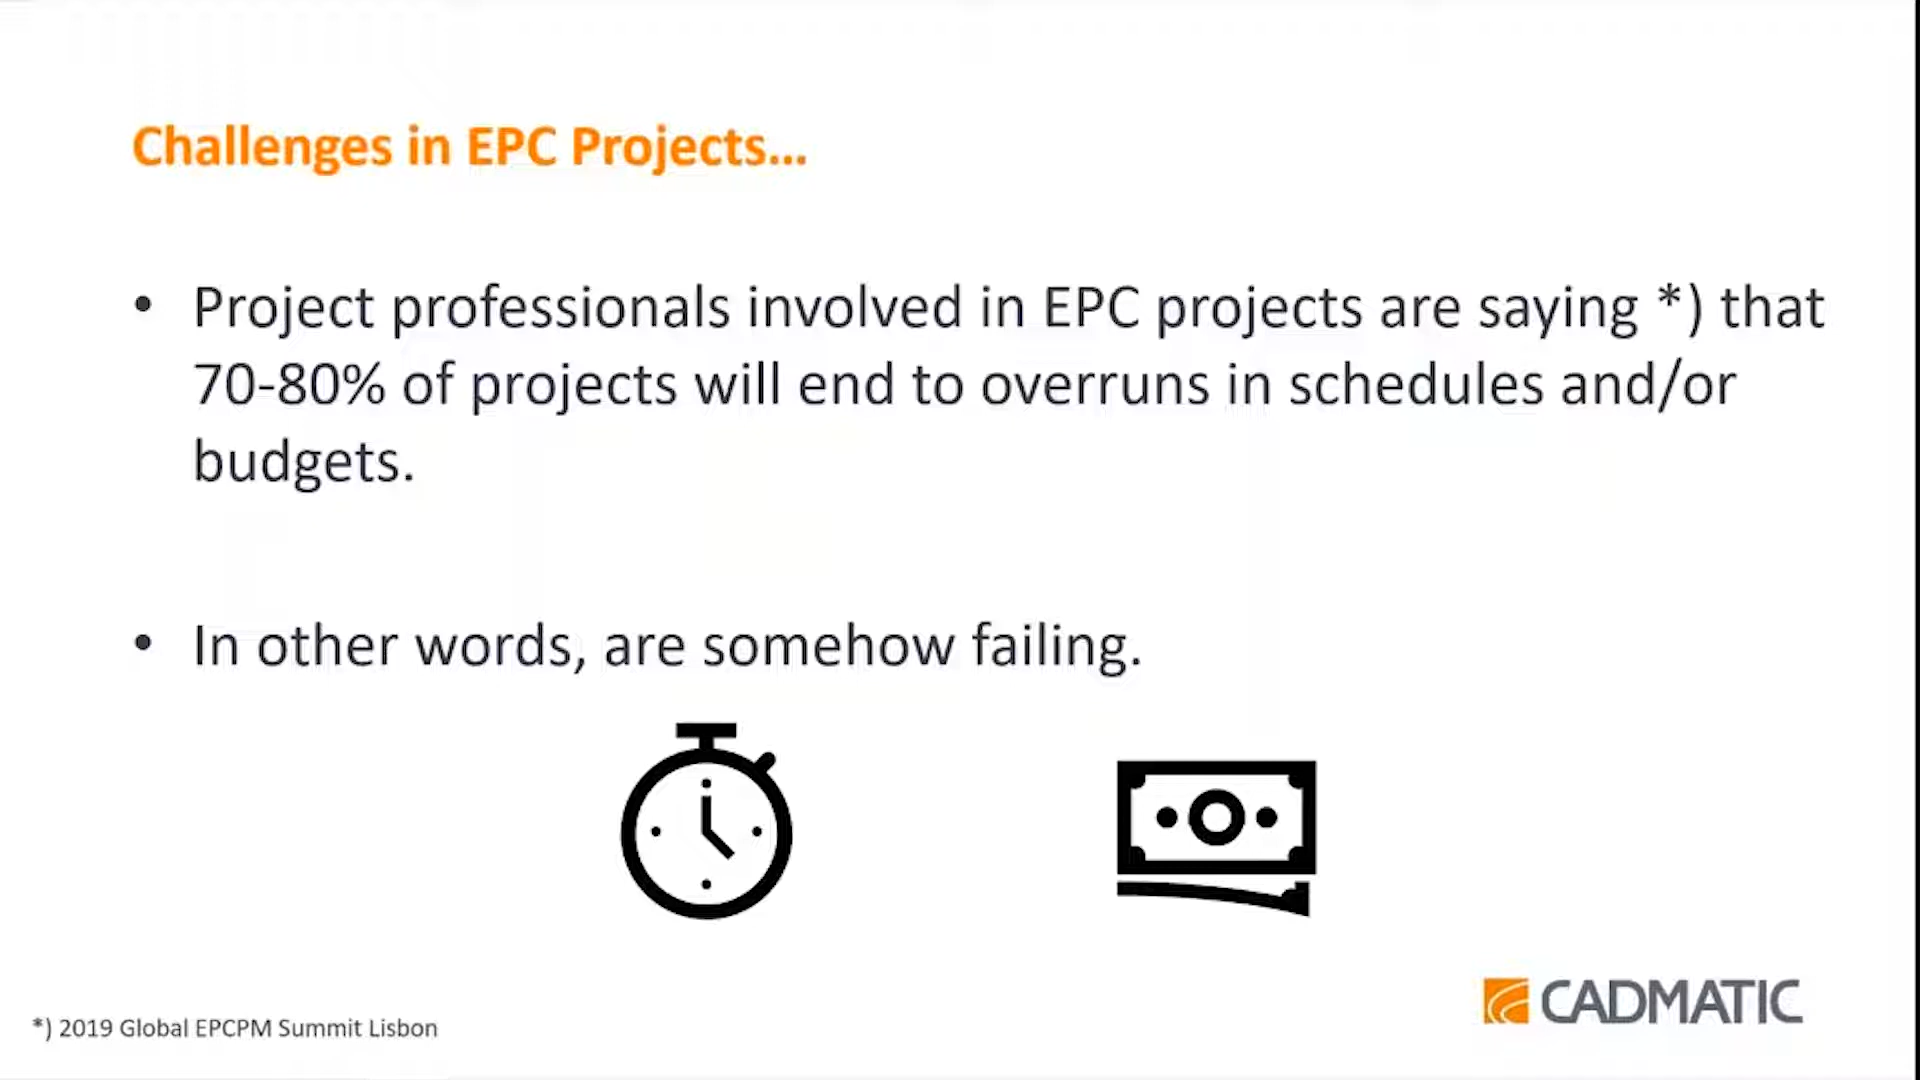 Challenges in EPC Projects...
• Project professionals involved in EPC projects are saying *) that
70-80% of projects will end to overruns in schedules and/or
budgets.
• In other words, are somehow failing.
CADMATIC
*) 2019 Global EPCPM Summit Lisbon